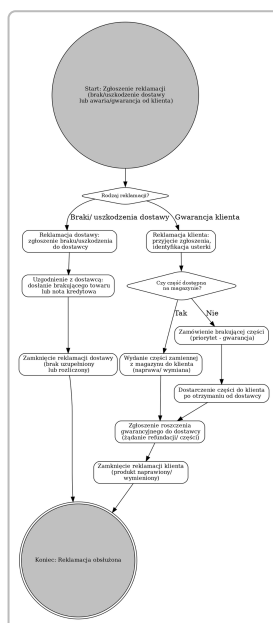 Start: Zgłoszenie reklamacji
(brak/uszkodzenie dostawy
lub awaria/gwarancja od klienta)
Rodzaj reklamacji?
Braki/ uszkodzenia dostawy
Gwarancja klienta
Reklamacja dostawy:
zgłoszenie braku/uszkodzenia
do dostawcy
Reklamacja klienta:
przyjęcie zgłoszenia,
identyfikacja usterki
Uzgodnienie z dostawcą:
dosłanie brakującego towaru
lub nota kredytowa
Czy część dostępna
na magazynie?
Tak
Nie
Zamówienie brakującej części
(priorytet - gwarancja)
Zamknięcie reklamacji dostawy
(brak uzupełniony
lub rozliczony)
Wydanie części zamiennej
z magazynu do klienta
(naprawa/ wymiana)
Dostarczenie części do klienta
po otrzymaniu od dostawcy
Zgłoszenie roszczenia
gwarancyjnego do dostawcy
(żądanie refundacji/ części)
Zamknięcie reklamacji klienta
(produkt naprawiony/
wymieniony)
Koniec: Reklamacja obsłużona